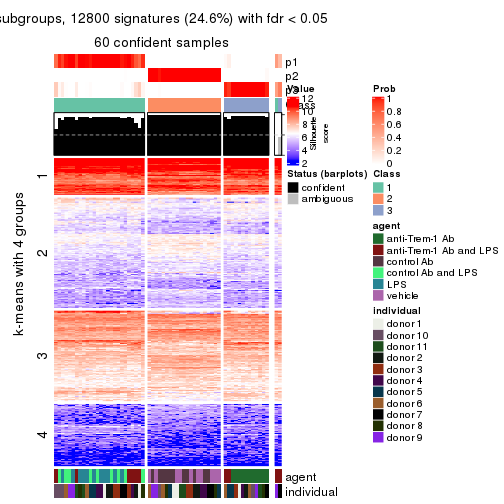 subgroups, 12800 signatures (24.6%) with fdr < 0.05
60 confident samples
p1
p2
p3
Class
Silhouette
score
k-means with 4 groups
1
2
3
4
agent
individual
Value
12
10
8
6
4
2
Status (barplots)
confident
ambiguous
Prob
1
0.8
0.6
0.4
0.2
0
Class
1
2
3
agent
anti-Trem-1 Ab
anti-Trem-1 Ab and LPS
control Ab
control Ab and LPS
LPS
vehicle
individual
donor 1
donor 10
donor 11
donor 2
donor 3
donor 4
donor 5
donor 6
donor 7
donor 8
donor 9